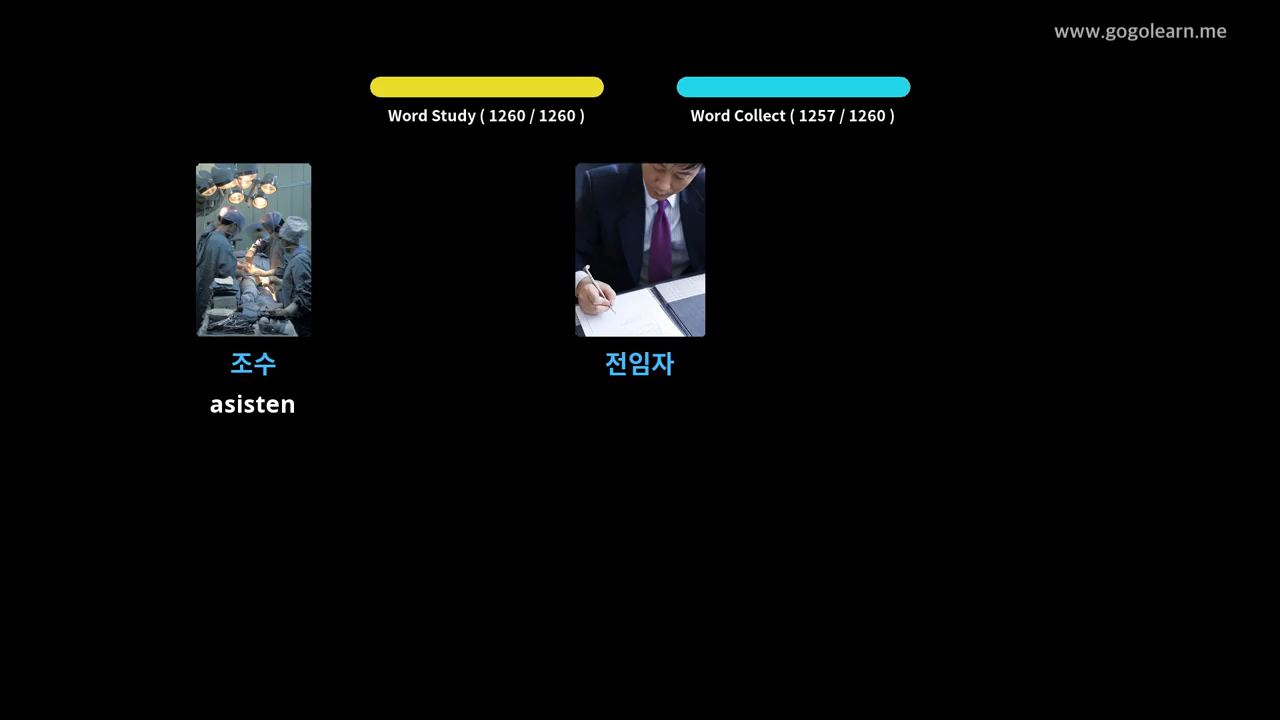 www.gogolearn.me
Word Study ( 1260 / 1260 )
Word Collect ( 1257 / 1260 )
조수
전임자
asisten